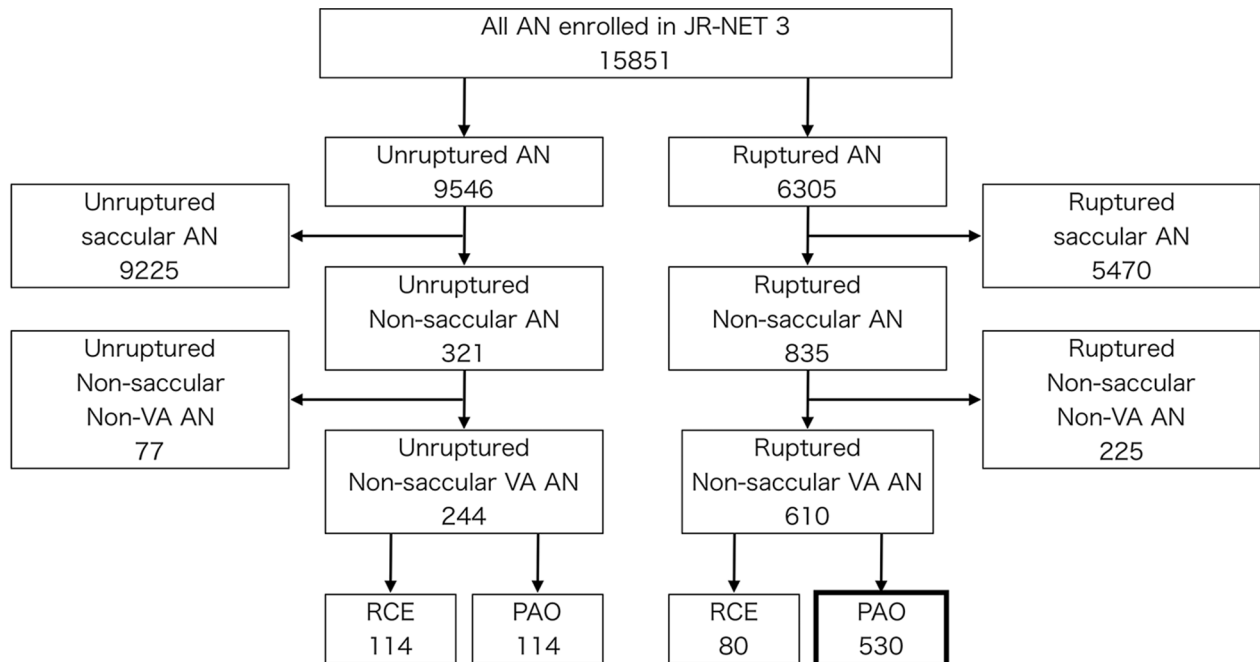 All AN enrolled in JR-NET 3
15851
Unruptured AN
9546
Ruptured AN
6305
Unruptured
saccular AN
9225
Ruptured
saccular AN
5470
Unruptured
Non-saccular AN
321
Ruptured
Non-saccular AN
835
Unruptured
Non-saccular
Non-VA AN
77
Ruptured
Non-saccular
Non-VA AN
225
Unruptured
Non-saccular VA AN
244
Ruptured
Non-saccular VA AN
610
RCE
114
PAO
114
RCE
80
PAO
530